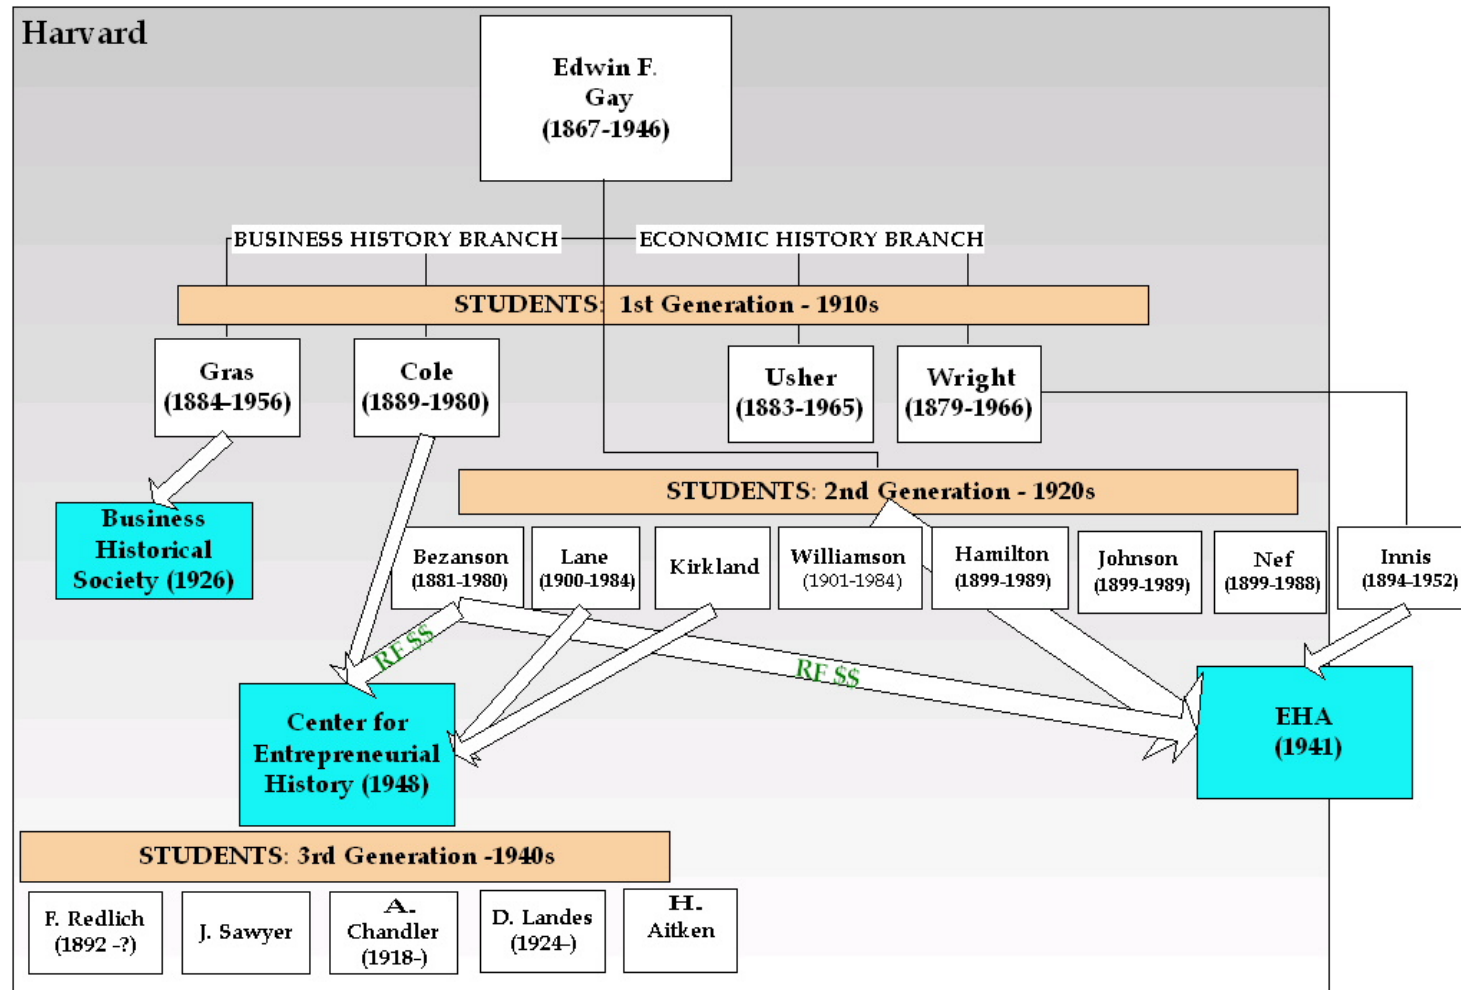 Harvard
Edwin F.
Gay
(1867-1946)
BUSINESS HISTORY BRANCH
ECONOMIC HISTORY BRANCH
STUDENTS: 1st Generation - 1910s
Gras
(1884-1956)
Cole
(1889-1980)
Usher
(1883-1965)
Wright
(1879-1966)
STUDENTS: 2nd Generation - 1920s
Business
Historical
Society (1926)
Bezanson
(1881-1980)
Lane
(1900-1984)
Kirkland
Williamson
(1901-1984)
Hamilton
(1899-1989)
Johnson
(1899-1989)
Nef
(1899-1988)
Innis
(1894-1952)
RF $$
RF $$
Center for
Entrepreneurial
History (1948)
EHA
(1941)
STUDENTS: 3rd Generation -1940s
F. Redlich
(1892 -?)
J. Sawyer
A.
Chandler
(1918-)
D. Landes
(1924-)
H.
Aitken